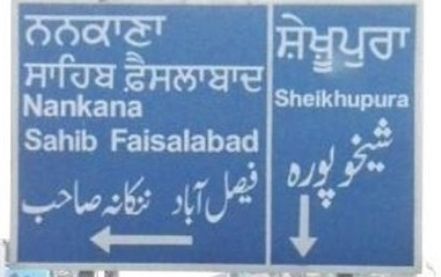 ਨਨਕਾਣਾ
ਸਾਹਿਬ ਫ਼ੈਸਲਾਬਾਦ
Nankana
Sahib Faisalabad
فیصل آباد ننکانہ صاحب
ਸ਼ੇਖ਼ੂਪੁਰਾ
Sheikhupura
شیخوپورہ